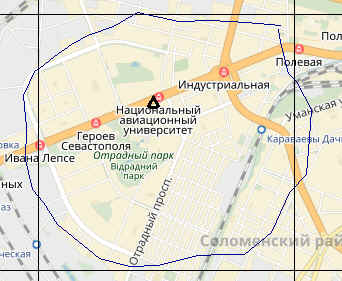 Пол
Полевая
Индустриальная
Национальный
авиационный
университет
Уманская у
Героев
Севастополя
Караваевы Дачи
овка
Ивана Лепсе
Отрадный парк
Відрадний
парк
ных
аз
Отрадный просп.
Соломенский рай
ческая